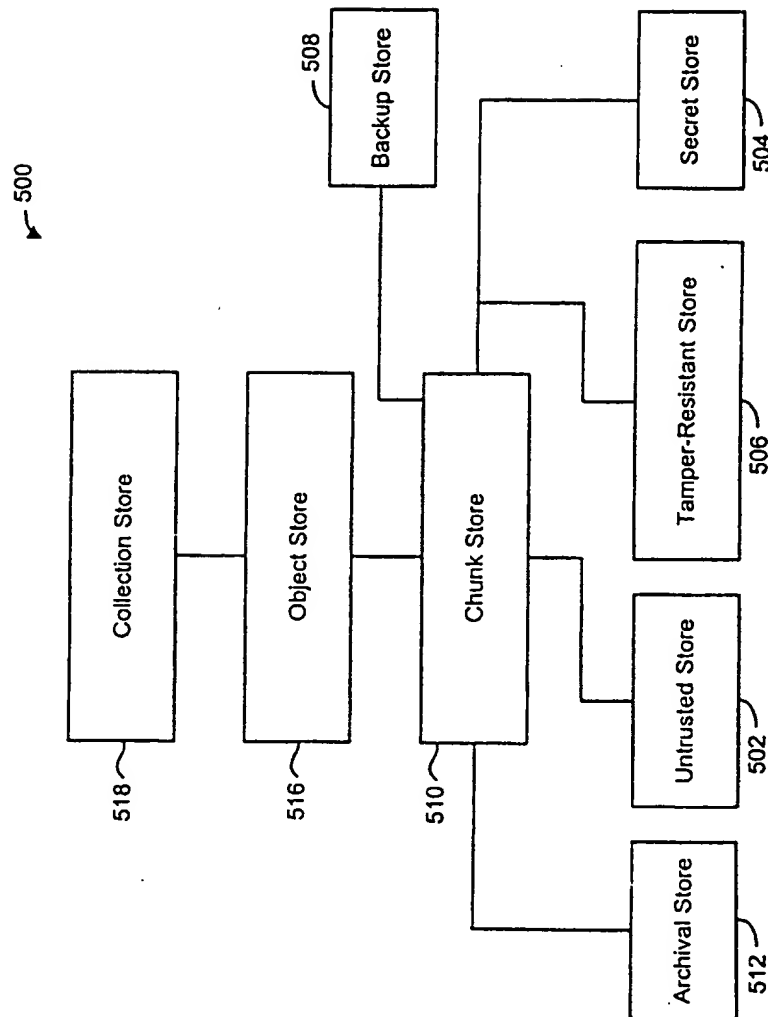 500
508
Backup Store
Collection Store
518
Object Store
516
Chunk Store
510
Secret Store
504
Tamper-Resistant Store
506
Untrusted Store
502
Archival Store
512